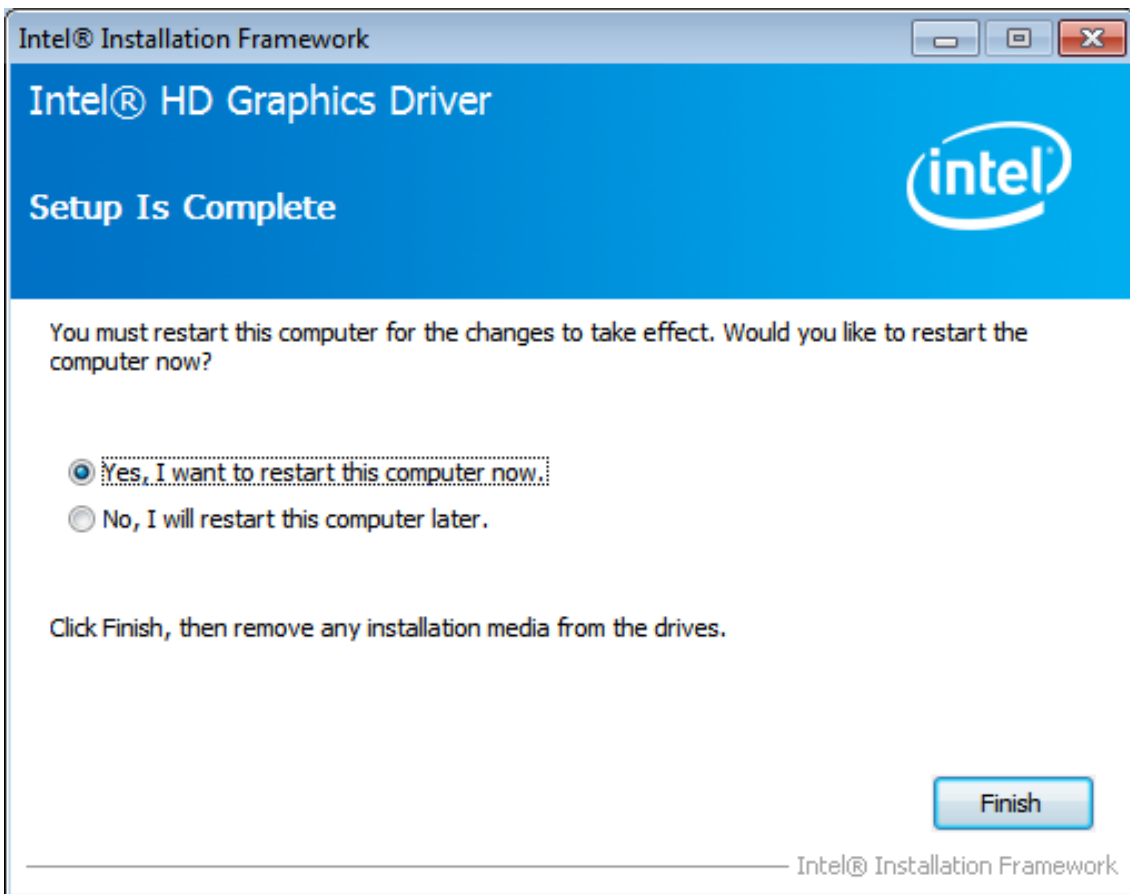 Intel® Installation Framework
Intel® HD Graphics Driver
intel
Setup Is Complete
You must restart this computer for the changes to take effect. Would you like to restart the
computer now?
Yes, I want to restart this computer now.
No, I will restart this computer later.
Click Finish, then remove any installation media from the drives.
Finish
Intel® Installation Framework